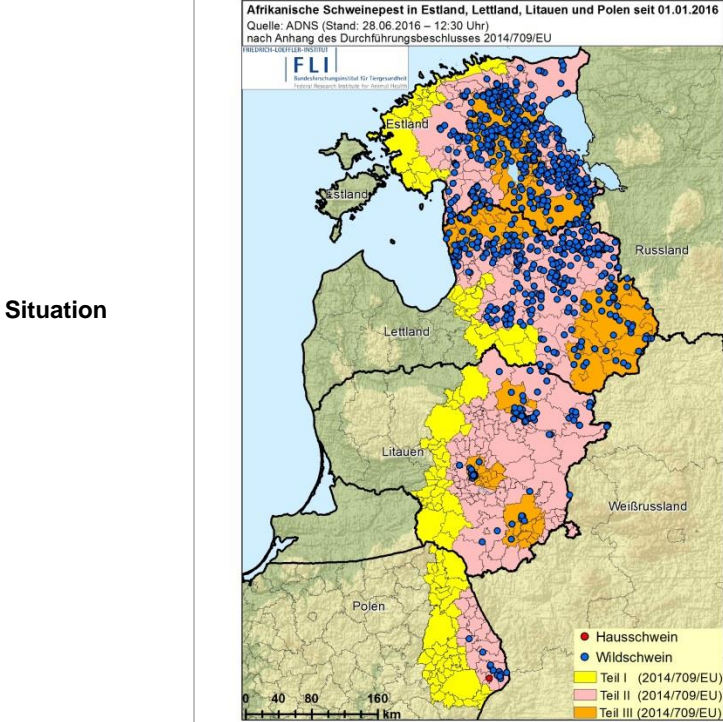 Situation
Afrikanische Schweinepest in Estland, Lettland, Litauen und Polen seit 01.01.2016
Quelle: ADNS (Stand: 28.06.2016 – 12:30 Uhr)
nach Anhang des Durchführungsbeschlusses 2014/709/EU
FRIEDRICH-LOEFFLER-INSTITUT
FLI
Bundesforschungsinstitut für Tiergesundheit
Federal Research Institute for Animal Health
Estland
Estland
Russland
Lettland
Litauen
Weißrussland
Polen
Hausschwein
Wildschwein
Teil I (2014/709/EU)
Teil II (2014/709/EU)
Teil III (2014/709/EU)
0 40 80 160
km